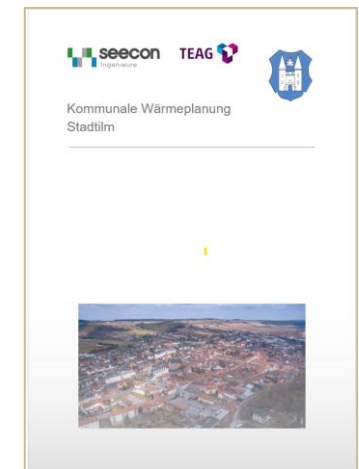 seecon
Ingenieure
TEAG
Kommunale Wärmeplanung
Stadtilm